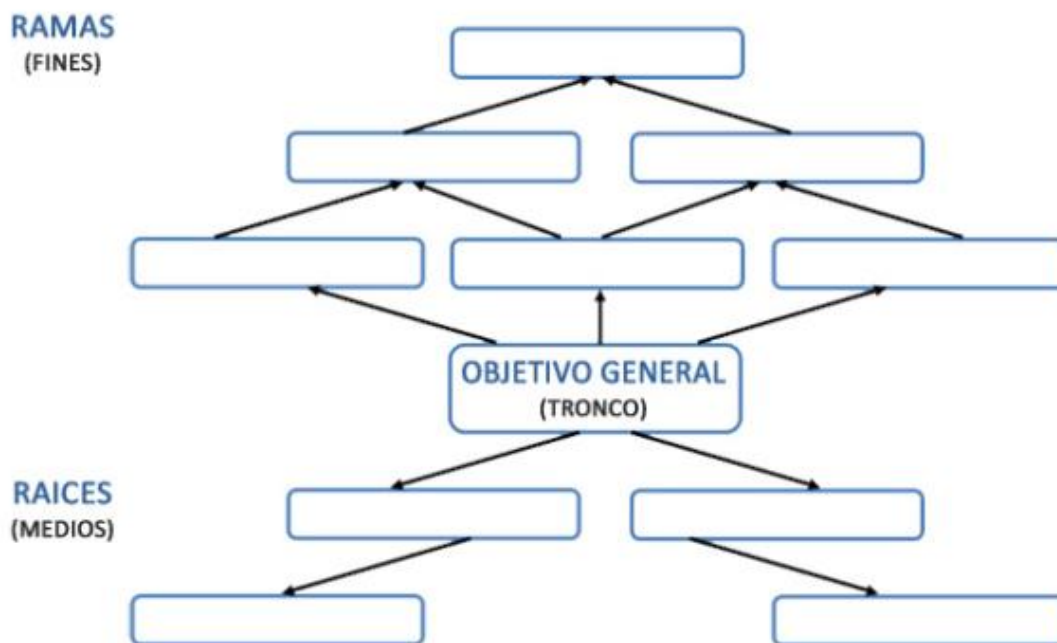 RAMAS
(FINES)
OBJETIVO GENERAL
(TRONCO)
RAICES
(MEDIOS)